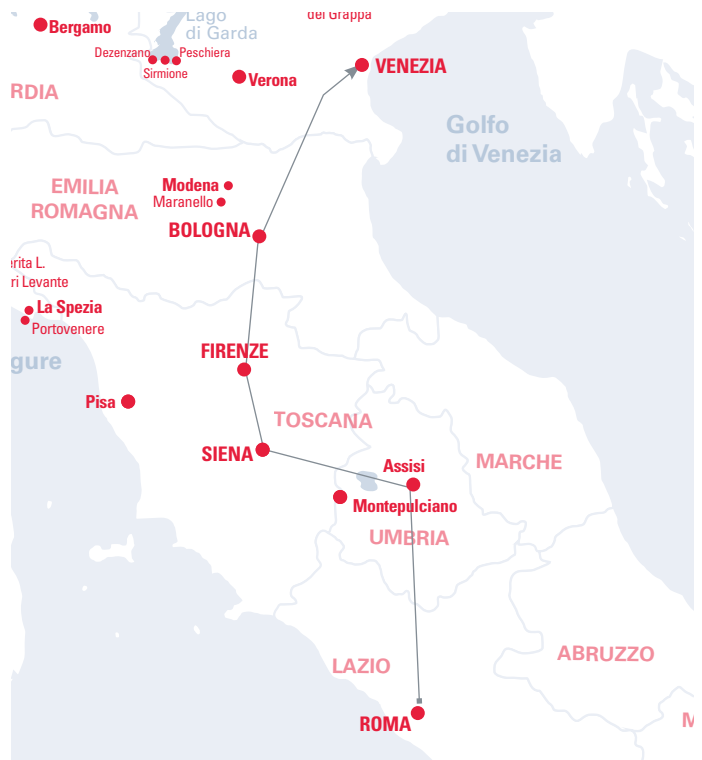 Lago
di Garda
del Grappa
Bergamo
Dezenzano
Peschiera
Sirmione
Verona
VENEZIA
RDIA
Golfo
di Venezia
EMILIA
ROMAGNA
Modena
Maranello
BOLOGNA
erita L.
ri Levante
La Spezia
Portovenere
gure
FIRENZE
Pisa
TOSCANA
SIENA
Assisi
MARCHE
Montepulciano
UMBRIA
LAZIO
ABRUZZO
ROMA
M